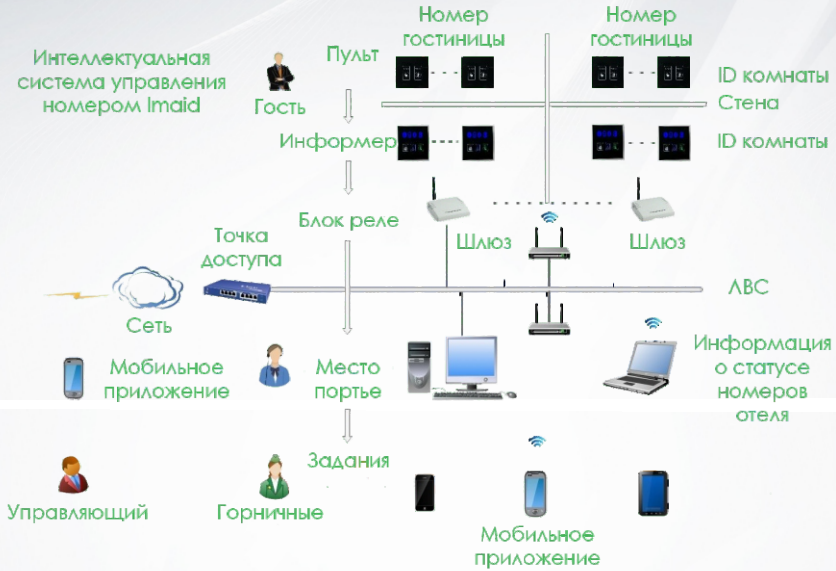 Интеллектуальная
система управления
номером Imaid
Пульт
Гость
Номер
гостиницы
Номер
гостиницы
ID комнаты
Стена
Информер
ID комнаты
Блок реле
Шлюз
Шлюз
Точка
доступа
ЛВС
Сеть
Мобильное
приложение
Место
портье
Информация
о статусе
номеров
отеля
Задания
Управляющий
Горничные
Мобильное
приложение